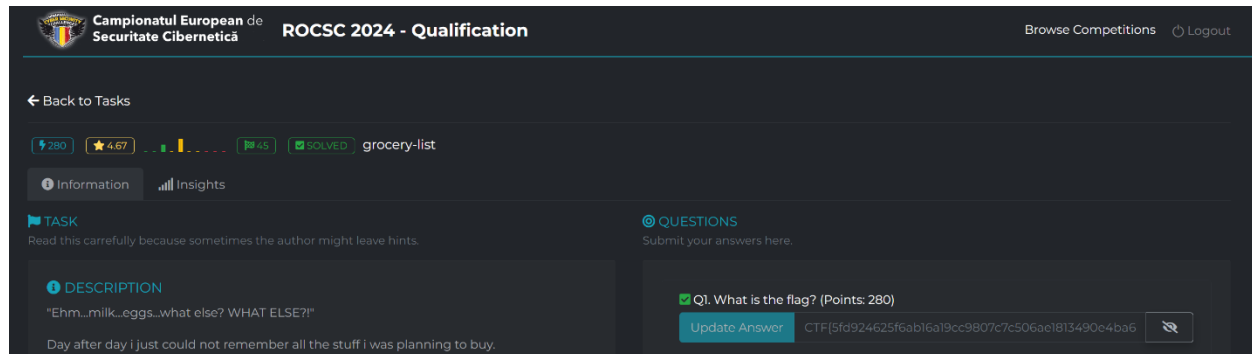 Campionatul European de
Securitate Cibernetică
ROCSC 2024 - Qualification
Browse Competitions Logout
Back to Tasks
280 4.67 45 SOLVED grocery-list
Information Insights
TASK
Read this carrefully because sometimes the author might leave hints.
QUESTIONS
Submit your answers here.
DESCRIPTION
"Ehm...milk...eggs...what else? WHAT ELSE?!"
Day after day i just could not remember all the stuff i was planning to buy.
Q1. What is the flag? (Points: 280)
Update Answer CTF{5fd924625f6ab16a19cc9807c7c506ae1813490e4ba6